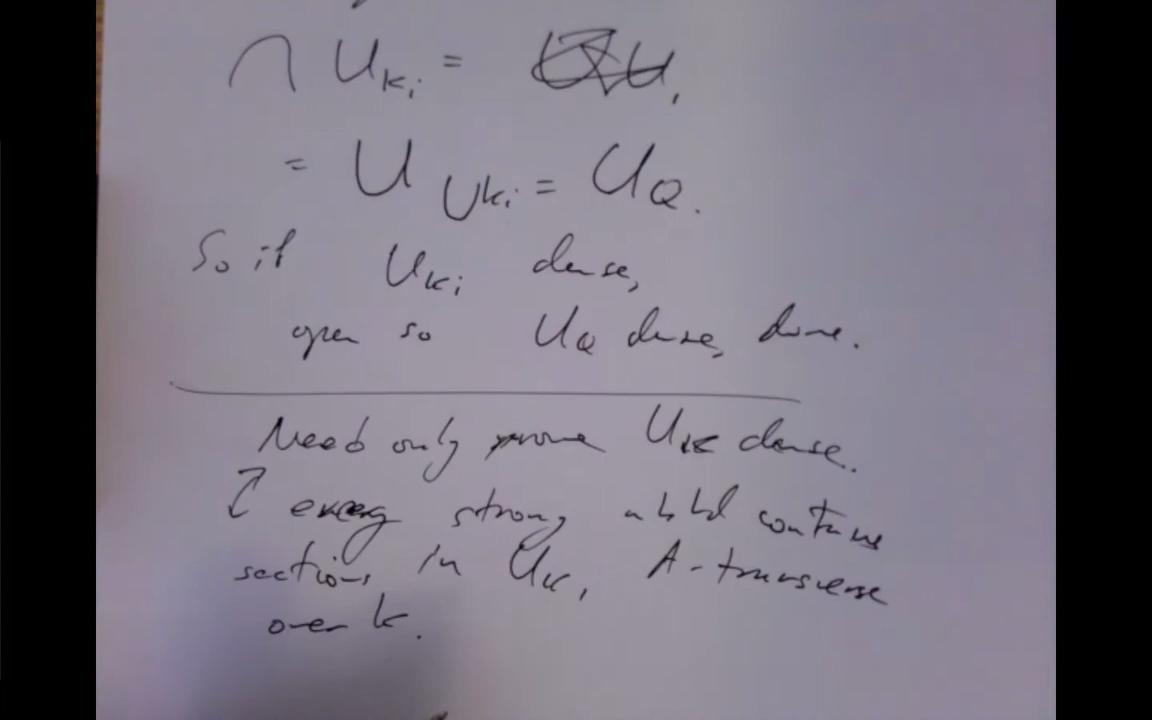 ∩ U_{K_i} =
= U_{∪K_i} = U_Q.
So if U_{K_i} dense,
open so U_Q dense, done.
Need only prove U_K dense.
↕ every strong nbhd contains
sections in U_K, A-transverse
over K.